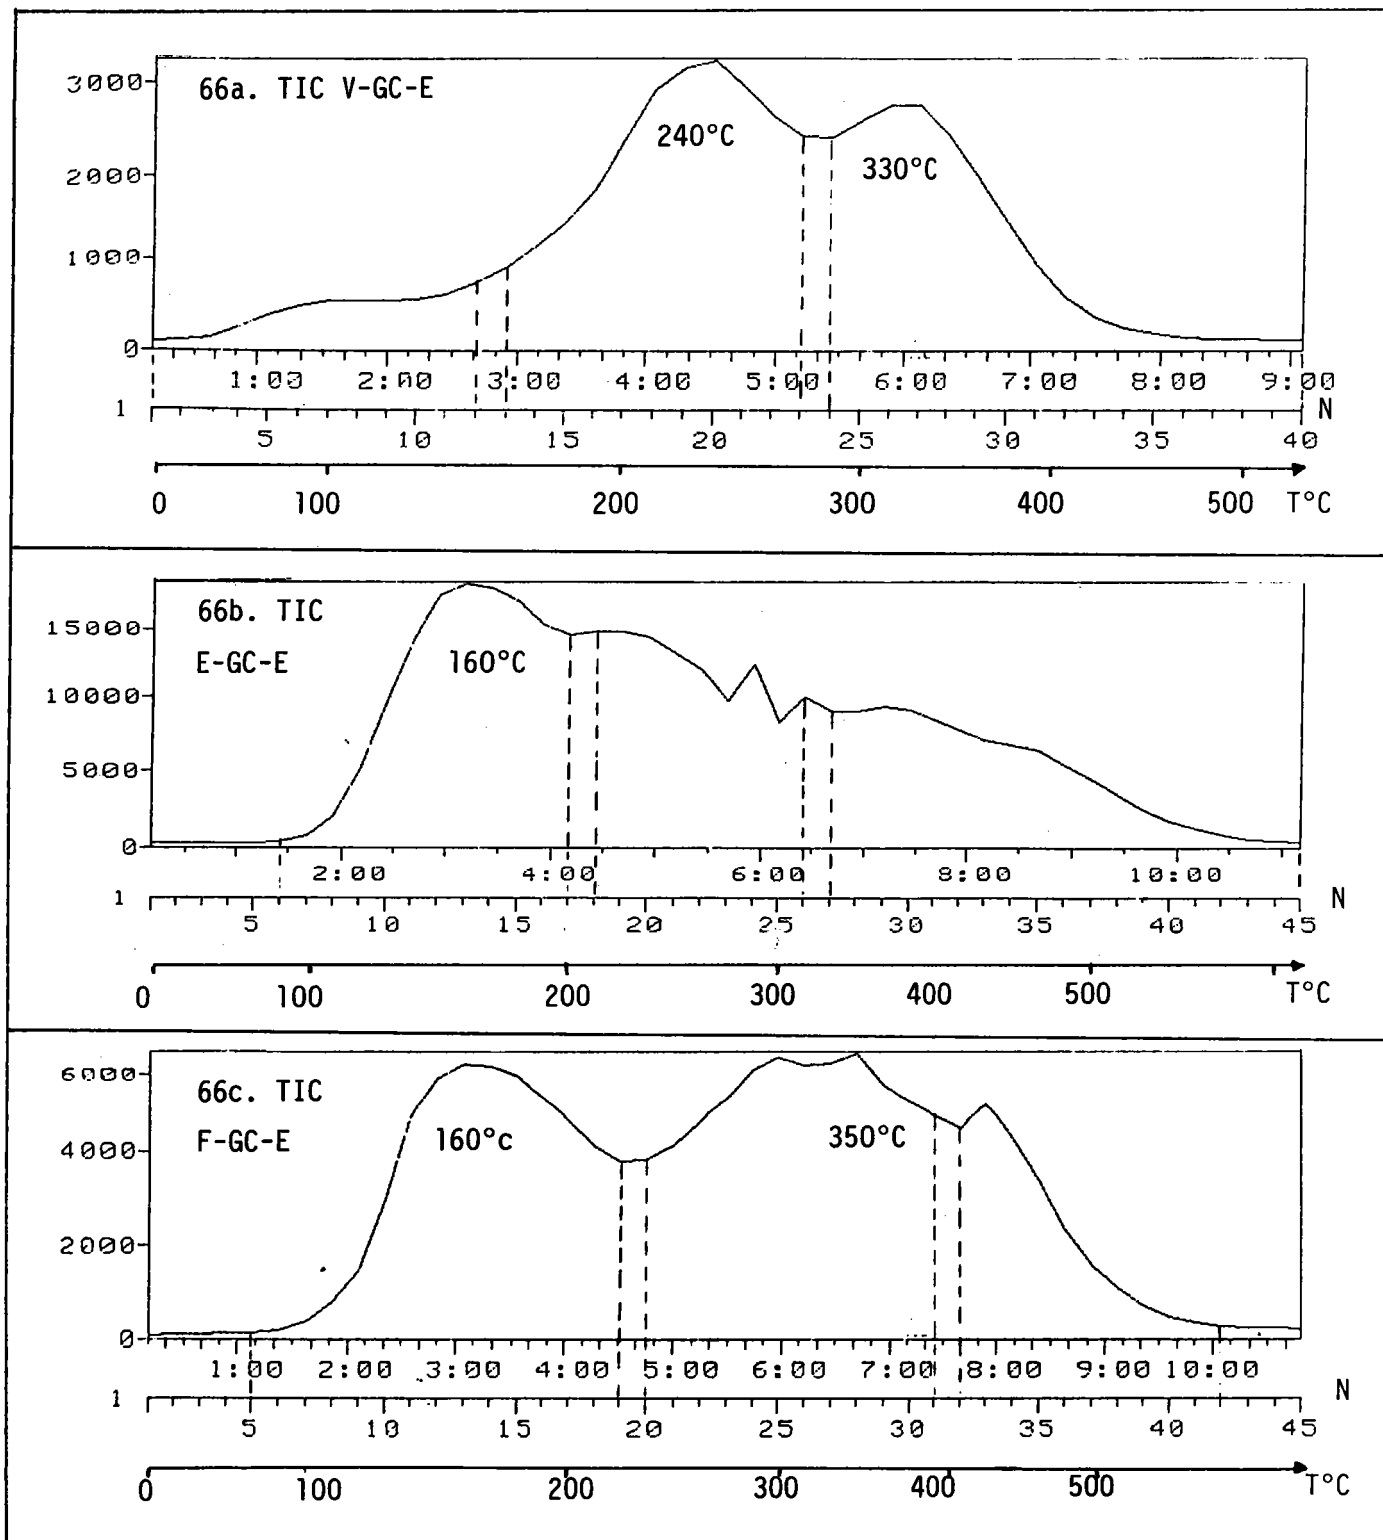 3000
66a. TIC V-GC-E
240°C
330°C
2000
1000
0
1:00 2:00 3:00 4:00 5:00 6:00 7:00 8:00 9:00
1 N
5 10 15 20 25 30 35 40
0 100 200 300 400 500 T°C
66b. TIC
15000
E-GC-E 160°C
10000
5000
0
2:00 4:00 6:00 8:00 10:00
1 N
5 10 15 20 25 30 35 40 45
0 100 200 300 400 500 T°C
6000
66c. TIC
F-GC-E 160°c 350°C
4000
2000
0
1:00 2:00 3:00 4:00 5:00 6:00 7:00 8:00 9:00 10:00
1 N
5 10 15 20 25 30 35 40 45
0 100 200 300 400 500 T°C